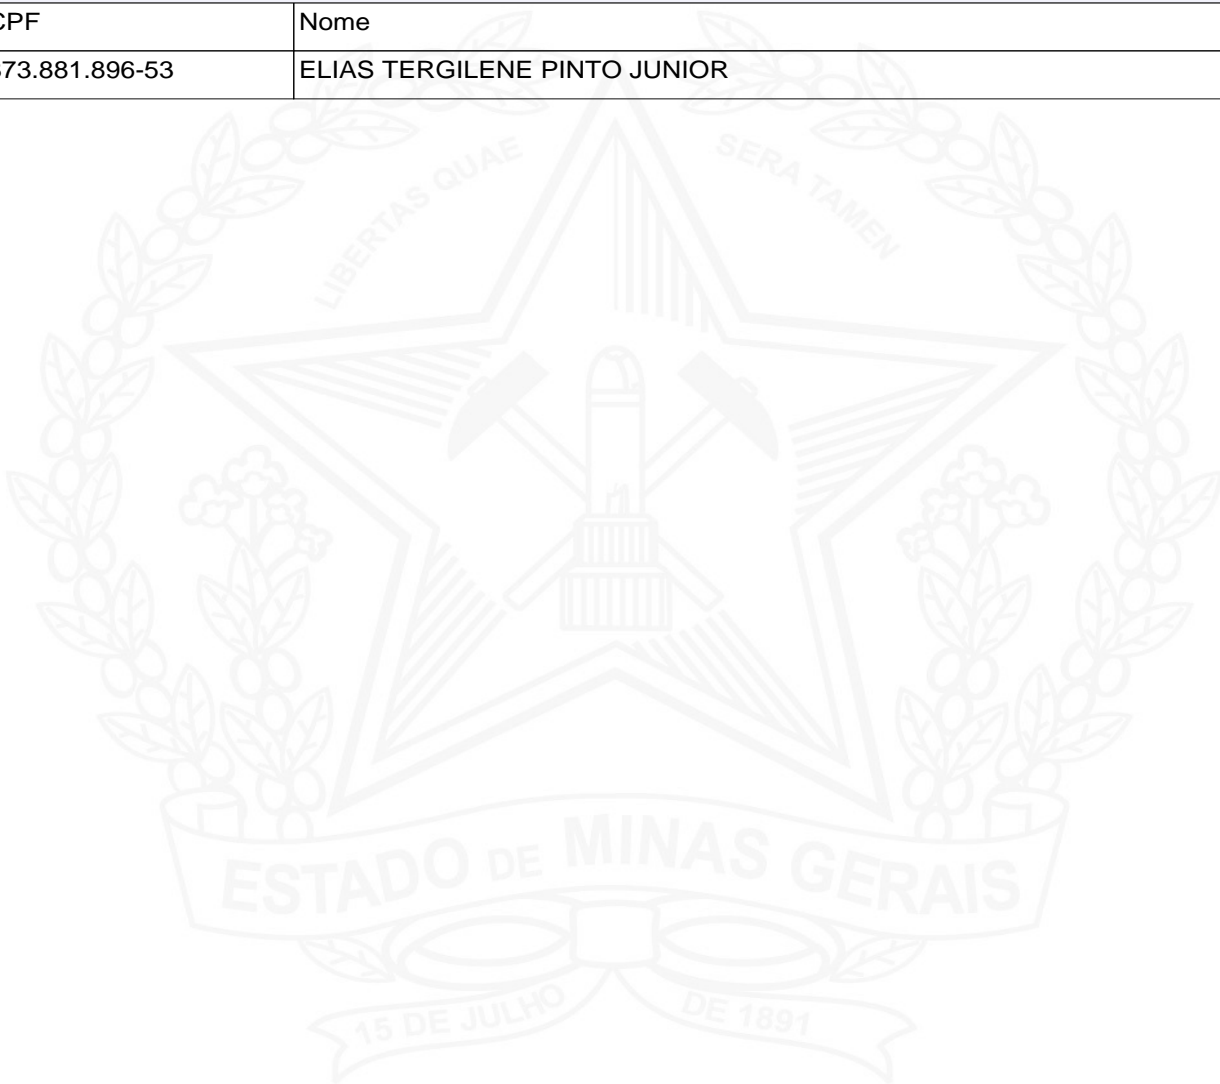 CPF Nome
873.881.896-53 ELIAS TERGILENE PINTO JUNIOR
LIBERTAS QUAE SERA TAMEN
ESTADO DE MINAS GERAIS
15 DE JULHO DE 1891